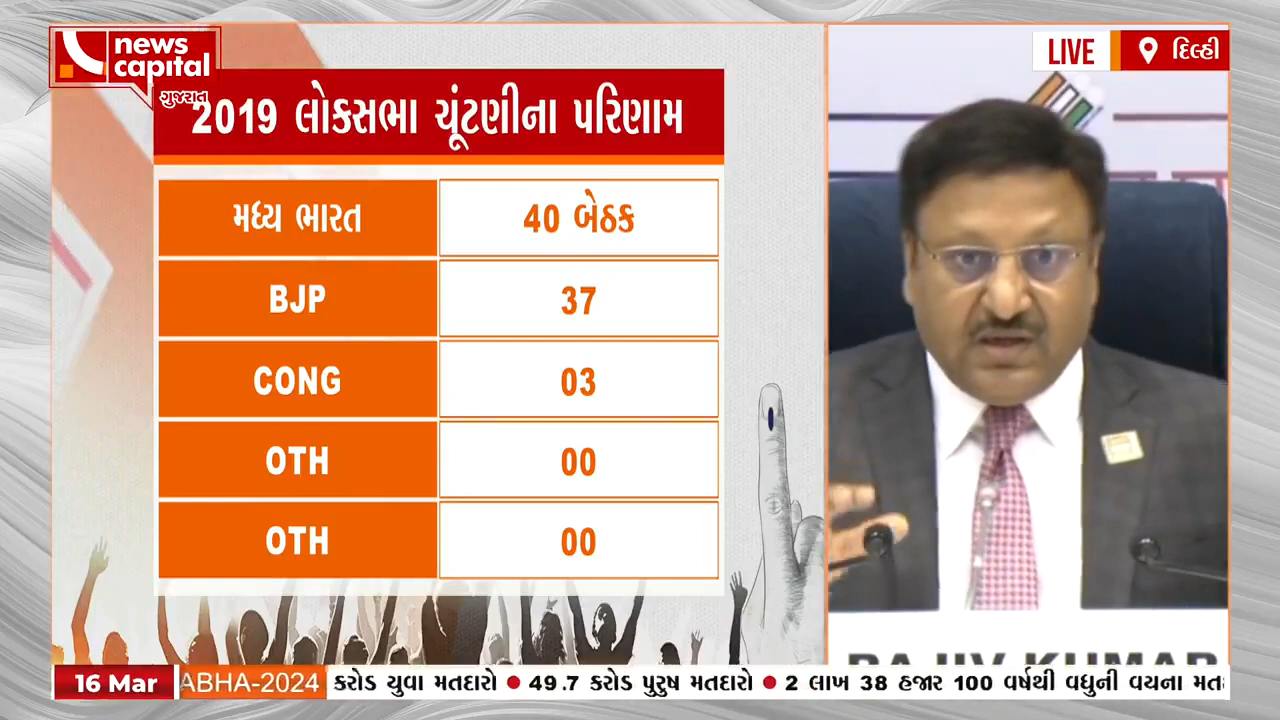 news
capital
ગુજરાત
LIVE
દિલ્હી
2019 લોકસભા ચૂંટણીના પરિણામ
મધ્ય ભારત 40 બેઠક
BJP 37
CONG 03
OTH 00
OTH 00
RAJIV KUMAR
16 Mar ABHA-2024 કરોડ યુવા મતદારો • 49.7 કરોડ પુરુષ મતદારો • 2 લાખ 38 હજાર 100 વર્ષથી વધુની વયના